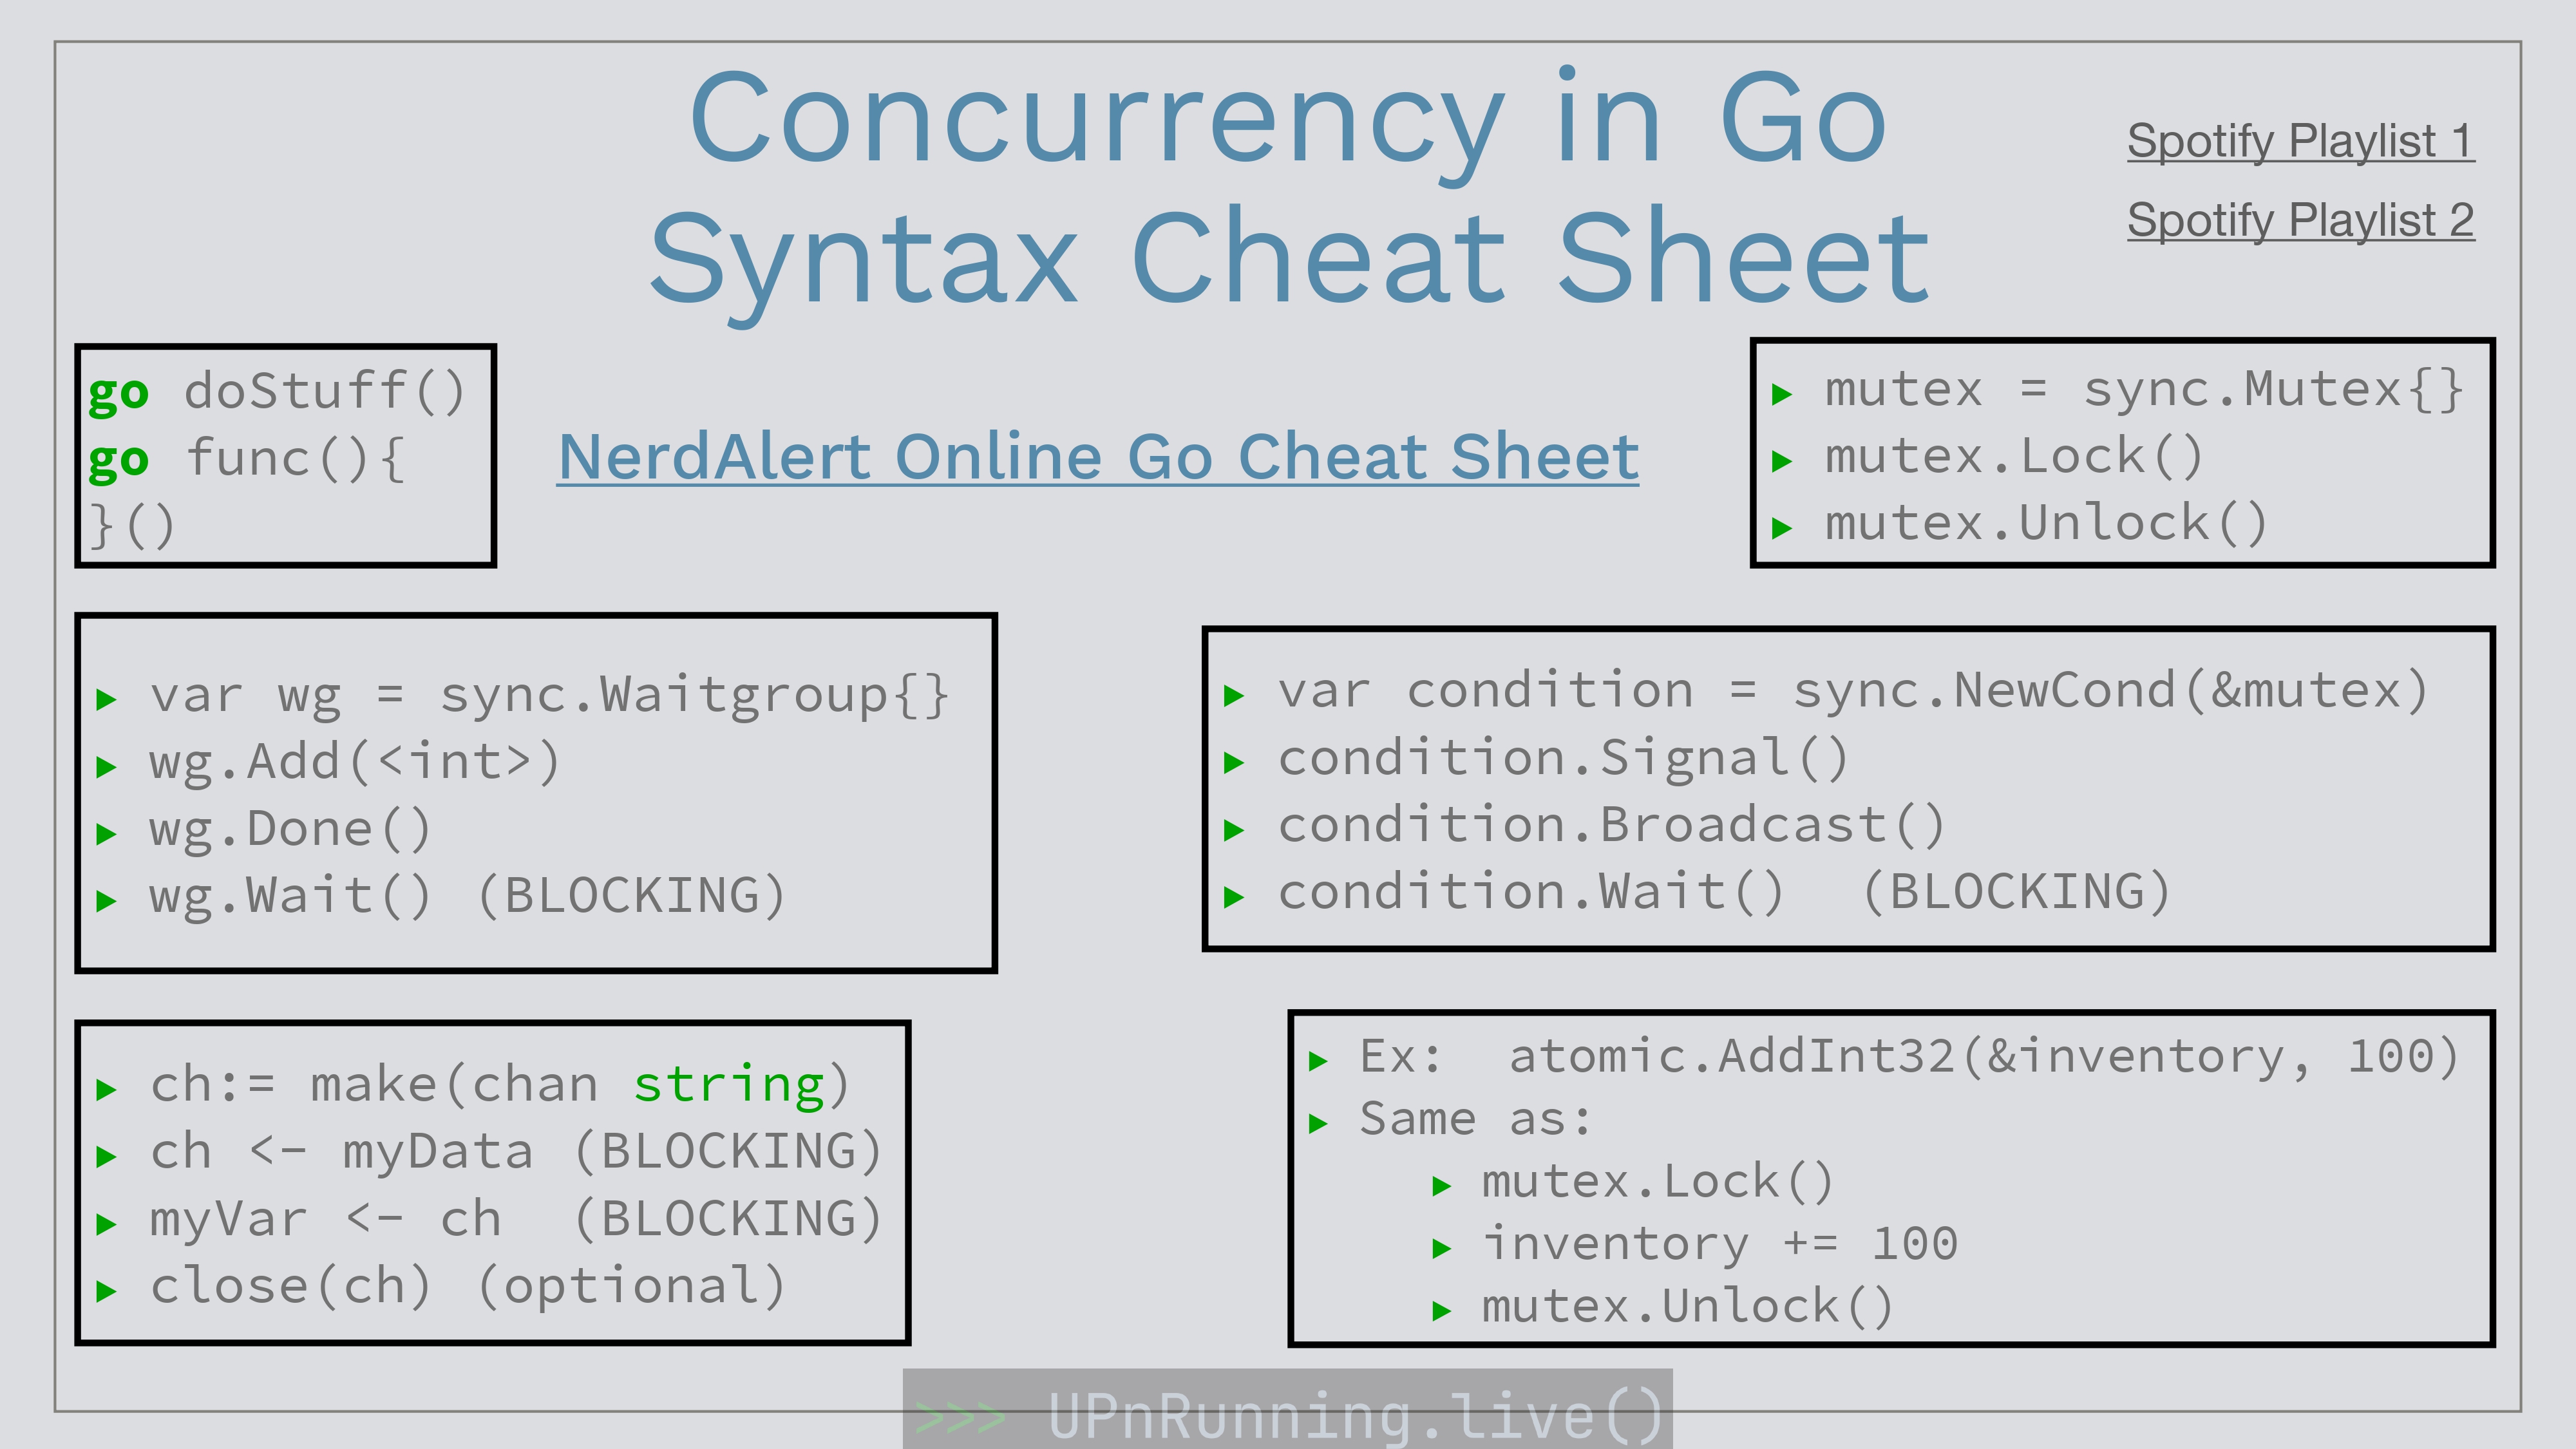 Concurrency in Go
Syntax Cheat Sheet
Spotify Playlist 1
Spotify Playlist 2
go doStuff()
go func(){
}()
NerdAlert Online Go Cheat Sheet
▸ mutex = sync.Mutex{}
▸ mutex.Lock()
▸ mutex.Unlock()
▸ var wg = sync.Waitgroup{}
▸ wg.Add(<int>)
▸ wg.Done()
▸ wg.Wait() (BLOCKING)
▸ var condition = sync.NewCond(&mutex)
▸ condition.Signal()
▸ condition.Broadcast()
▸ condition.Wait()  (BLOCKING)
▸ ch:= make(chan string)
▸ ch <- myData (BLOCKING)
▸ myVar <- ch  (BLOCKING)
▸ close(ch) (optional)
▸ Ex:  atomic.AddInt32(&inventory, 100)
▸ Same as:
▸ mutex.Lock()
▸ inventory += 100
▸ mutex.Unlock()
>>> UPnRunning.live()